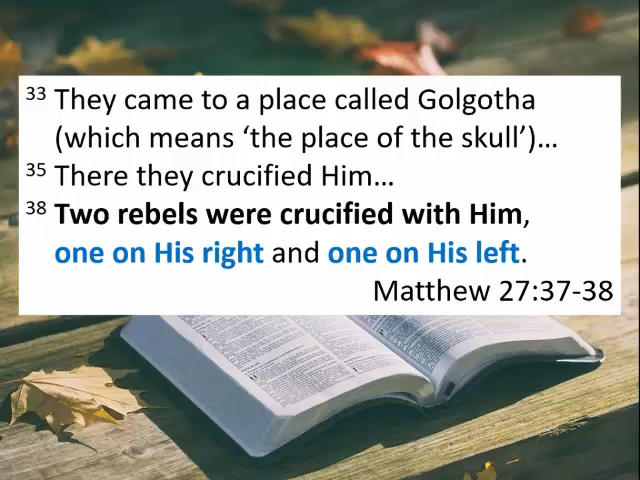 33 They came to a place called Golgotha
(which means ‘the place of the skull’)…
35 There they crucified Him…
38 Two rebels were crucified with Him,
one on His right and one on His left.
Matthew 27:37-38